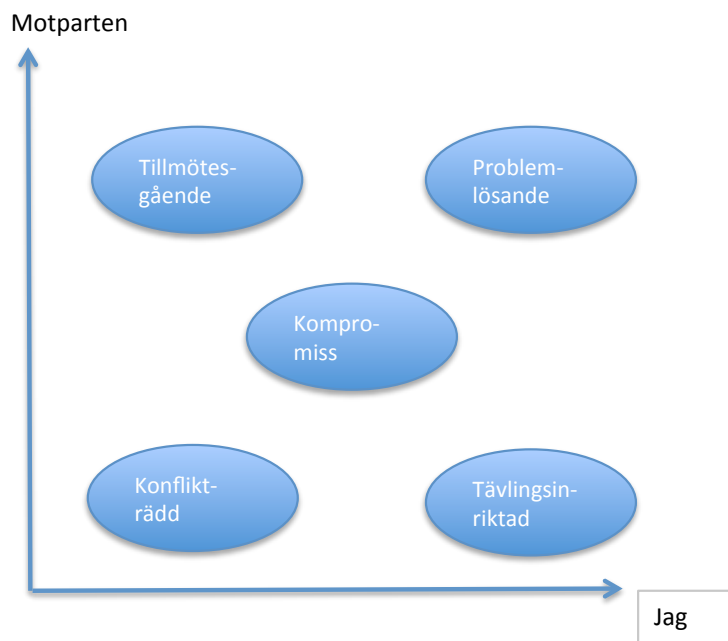 Motparten
Tillmötes-
gående
Problem-
lösande
Kompro-
miss
Konflikt-
rädd
Tävlingsin-
riktad
Jag